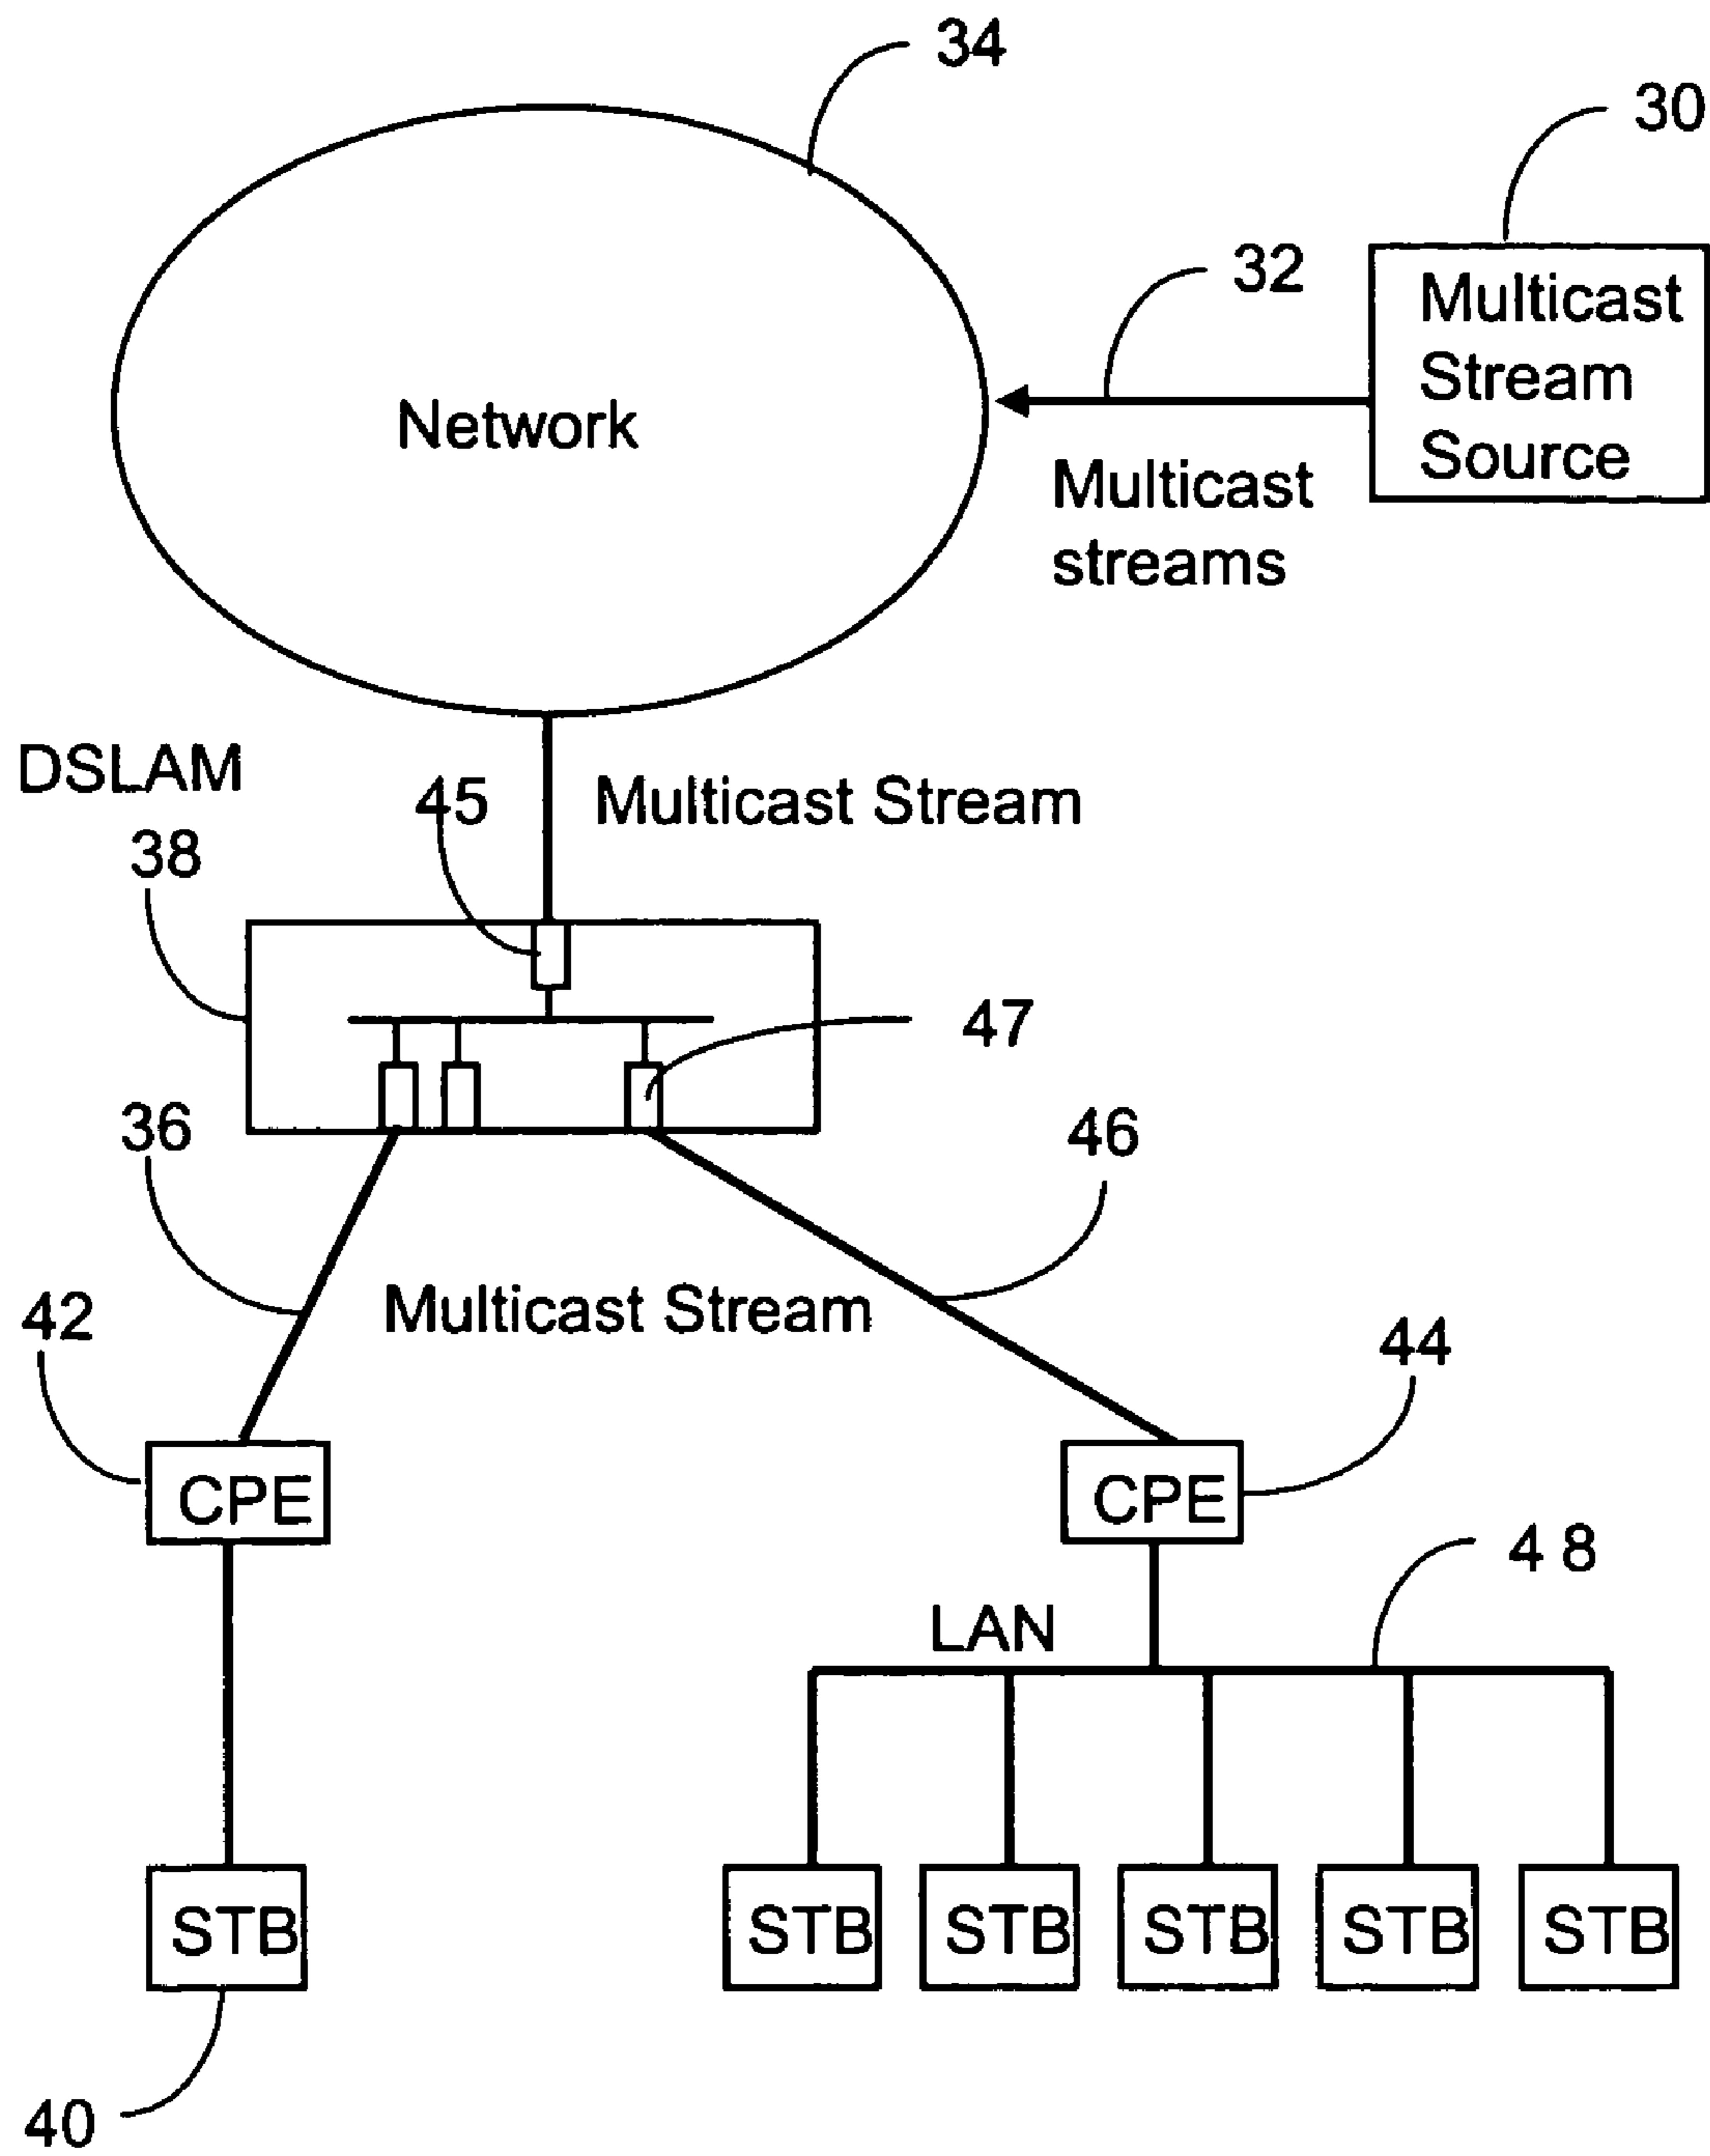 34
30
32
Multicast
Stream
Source
Network
Multicast
streams
DSLAM
45
Multicast Stream
38
47
36
46
42
Multicast Stream
44
CPE
CPE
4 8
LAN
STB
STB
STB
STB
STB
STB
40